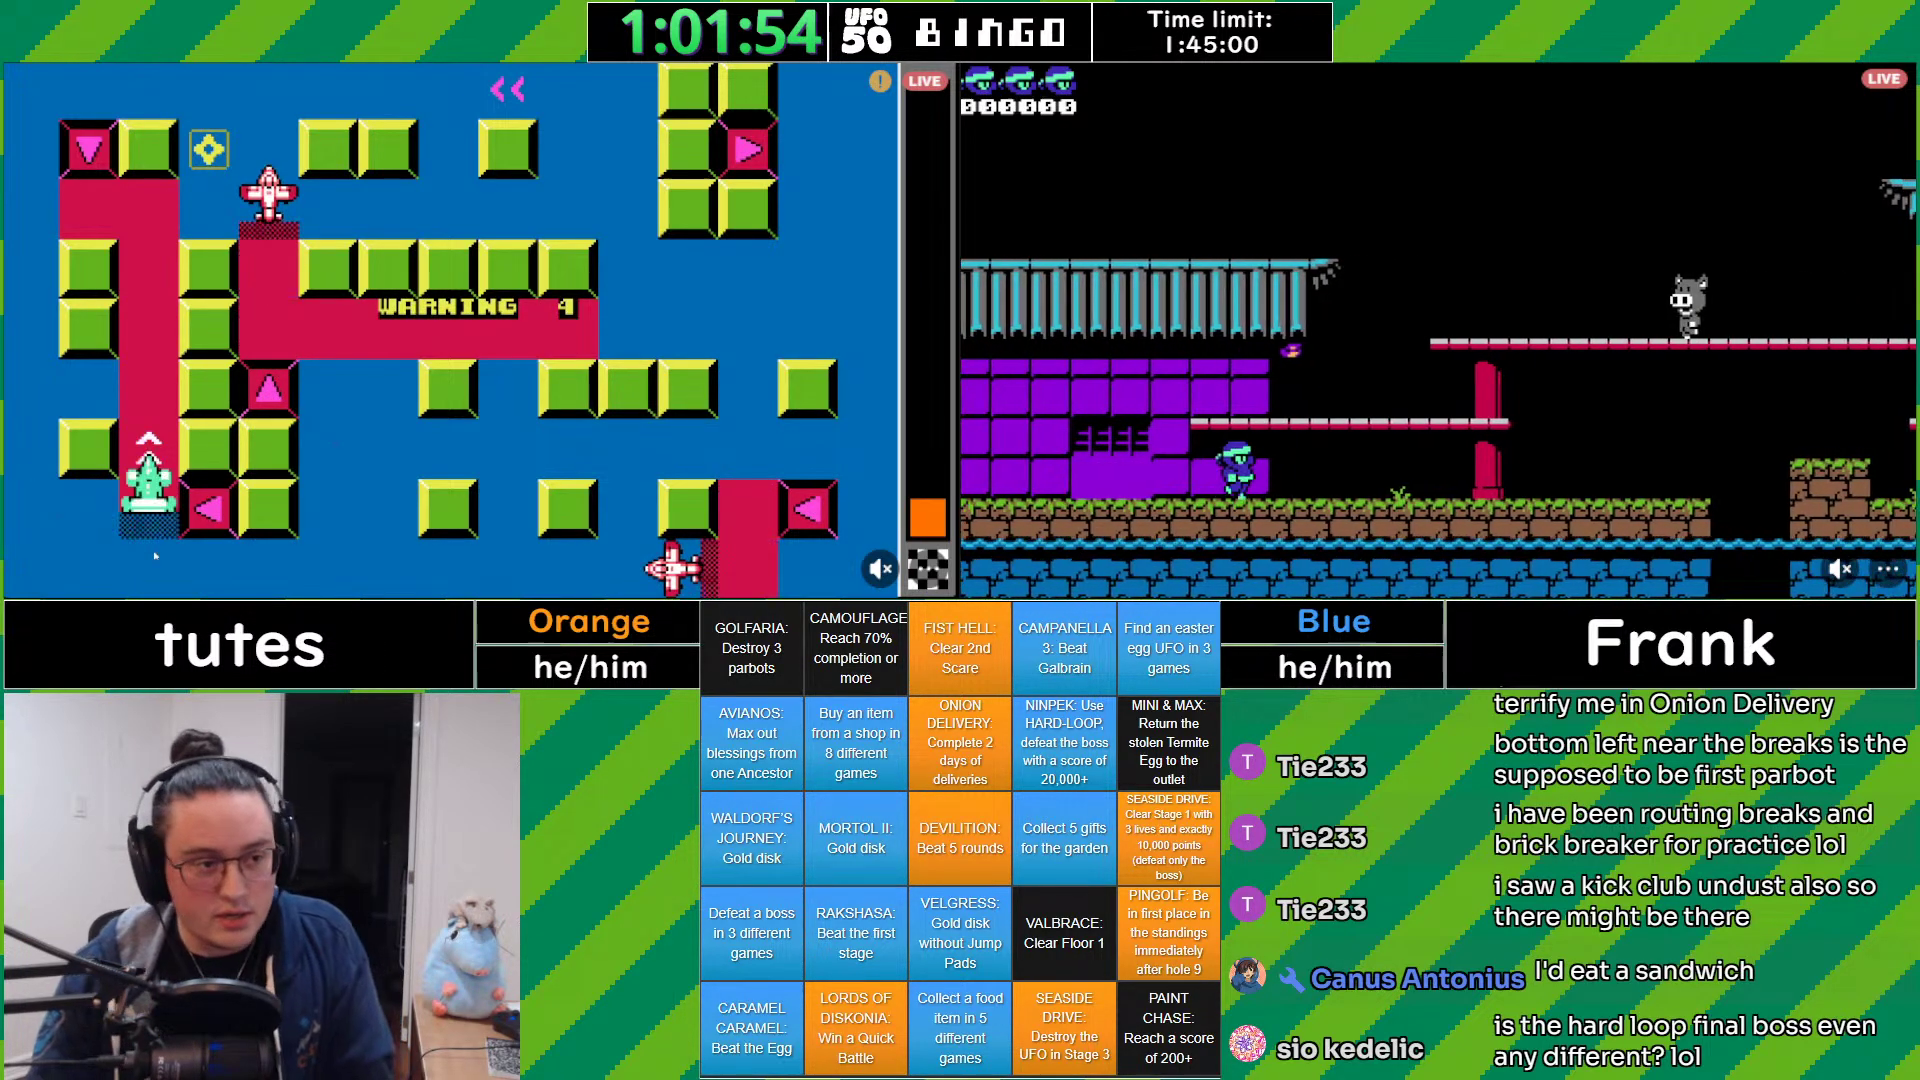 1:01:54
UFO 50
BINGO
Time limit:
1:45:00
LIVE
LIVE
000000
WARNING 4
tutes
Orange
he/him
Blue
he/him
Frank
GOLFARIA:
Destroy 3
parbots
CAMOUFLAGE
Reach 70%
completion or
more
FIST HELL:
Clear 2nd
Scare
CAMPANELLA
3: Beat
Galbrain
Find an easter
egg UFO in 3
games
AVIANOS:
Max out
blessings from
one Ancestor
Buy an item
from a shop in
8 different
games
ONION
DELIVERY:
Complete 2
days of
deliveries
NINPEK: Use
HARD-LOOP,
defeat the boss
with a score of
20,000+
MINI & MAX:
Return the
stolen Termite
Egg to the
outlet
WALDORF'S
JOURNEY:
Gold disk
MORTOL II:
Gold disk
DEVILITION:
Beat 5 rounds
Collect 5 gifts
for the garden
SEASIDE DRIVE:
Clear Stage 1 with
3 lives and exactly
10,000 points
(defeat only the
boss)
Defeat a boss
in 3 different
games
RAKSHASA:
Beat the first
stage
VELGRESS:
Gold disk
without Jump
Pads
VALBRACE:
Clear Floor 1
PINGOLF: Be
in first place in
the standings
immediately
after hole 9
CARAMEL
CARAMEL:
Beat the Egg
LORDS OF
DISKONIA:
Win a Quick
Battle
Collect a food
item in 5
different
games
SEASIDE
DRIVE:
Destroy the
UFO in Stage 3
PAINT
CHASE:
Reach a score
of 200+
terrify me in Onion Delivery
T Tie233
bottom left near the breaks is the
supposed to be first parbot
T Tie233
i have been routing breaks and
brick breaker for practice lol
T Tie233
i saw a kick club undust also so
there might be there
Canus Antonius
I'd eat a sandwich
sio kedelic
is the hard loop final boss even
any different? lol